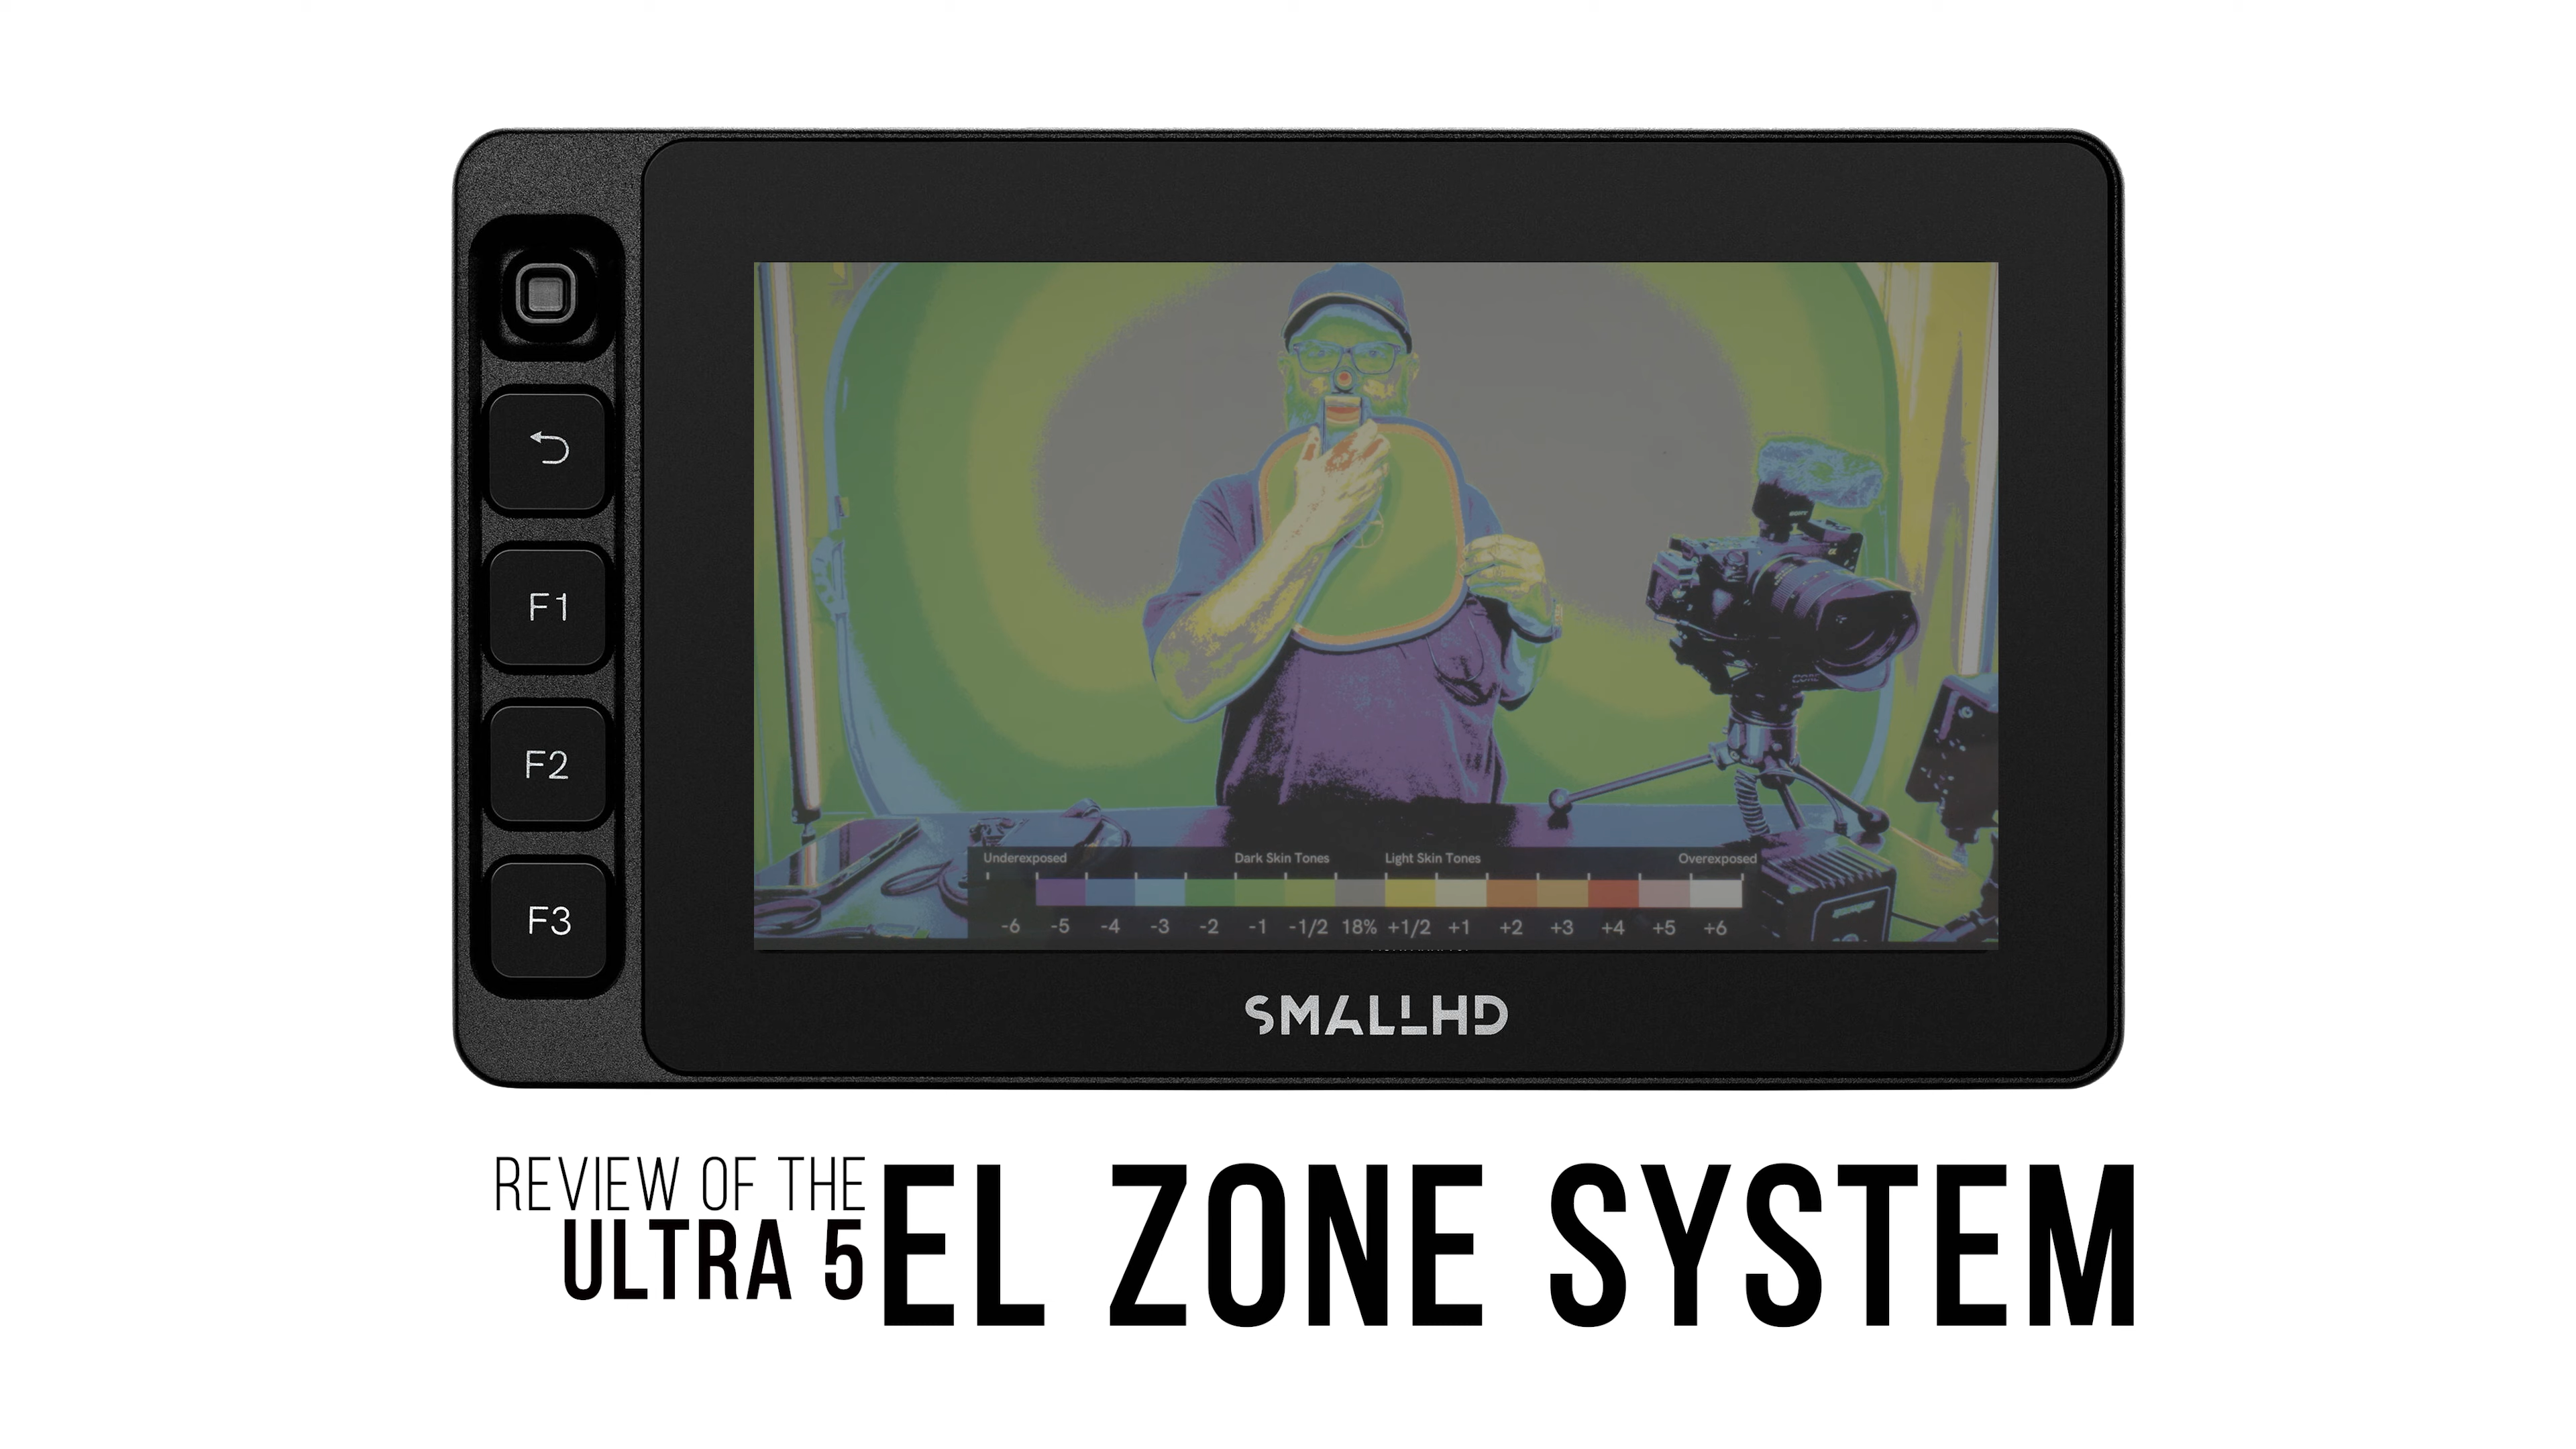 F1
F2
F3
Underexposed Dark Skin Tones Light Skin Tones Overexposed
-6 -5 -4 -3 -2 -1 -1/2 18% +1/2 +1 +2 +3 +4 +5 +6
SMALLHD
REVIEW OF THE
ULTRA 5
EL ZONE SYSTEM